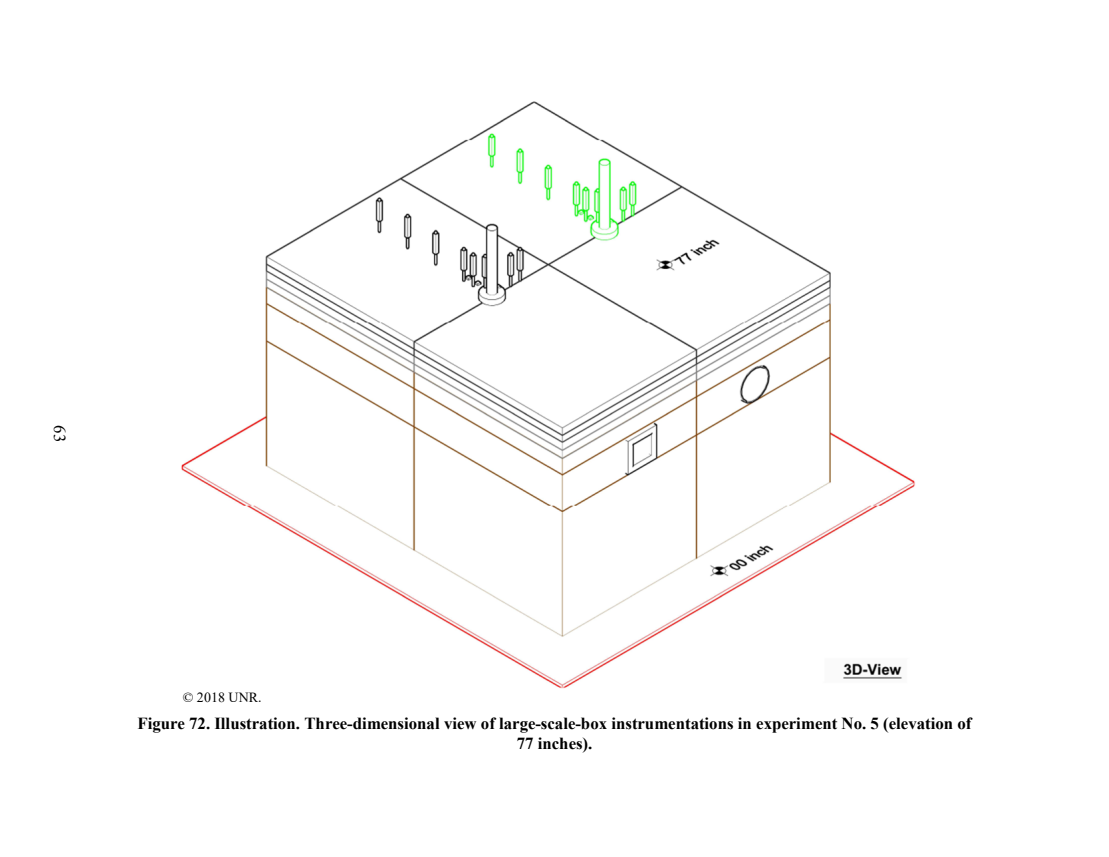 77 inch
00 inch
3D-View
© 2018 UNR.
Figure 72. Illustration. Three-dimensional view of large-scale-box instrumentations in experiment No. 5 (elevation of
77 inches).
63